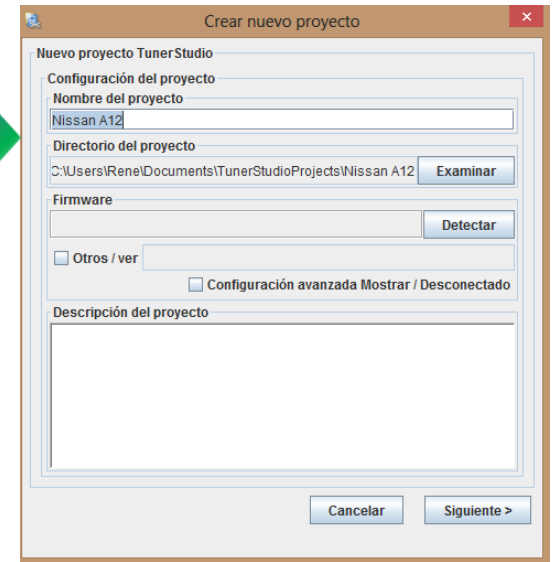 Crear nuevo proyecto
Nuevo proyecto TunerStudio
Configuración del proyecto
Nombre del proyecto
Nissan A12
Directorio del proyecto
C:\Users\Rene\Documents\TunerStudioProjects\Nissan A12 Examinar
Firmware
Detectar
Otros / ver
Configuración avanzada Mostrar / Desconectado
Descripción del proyecto
Cancelar Siguiente >